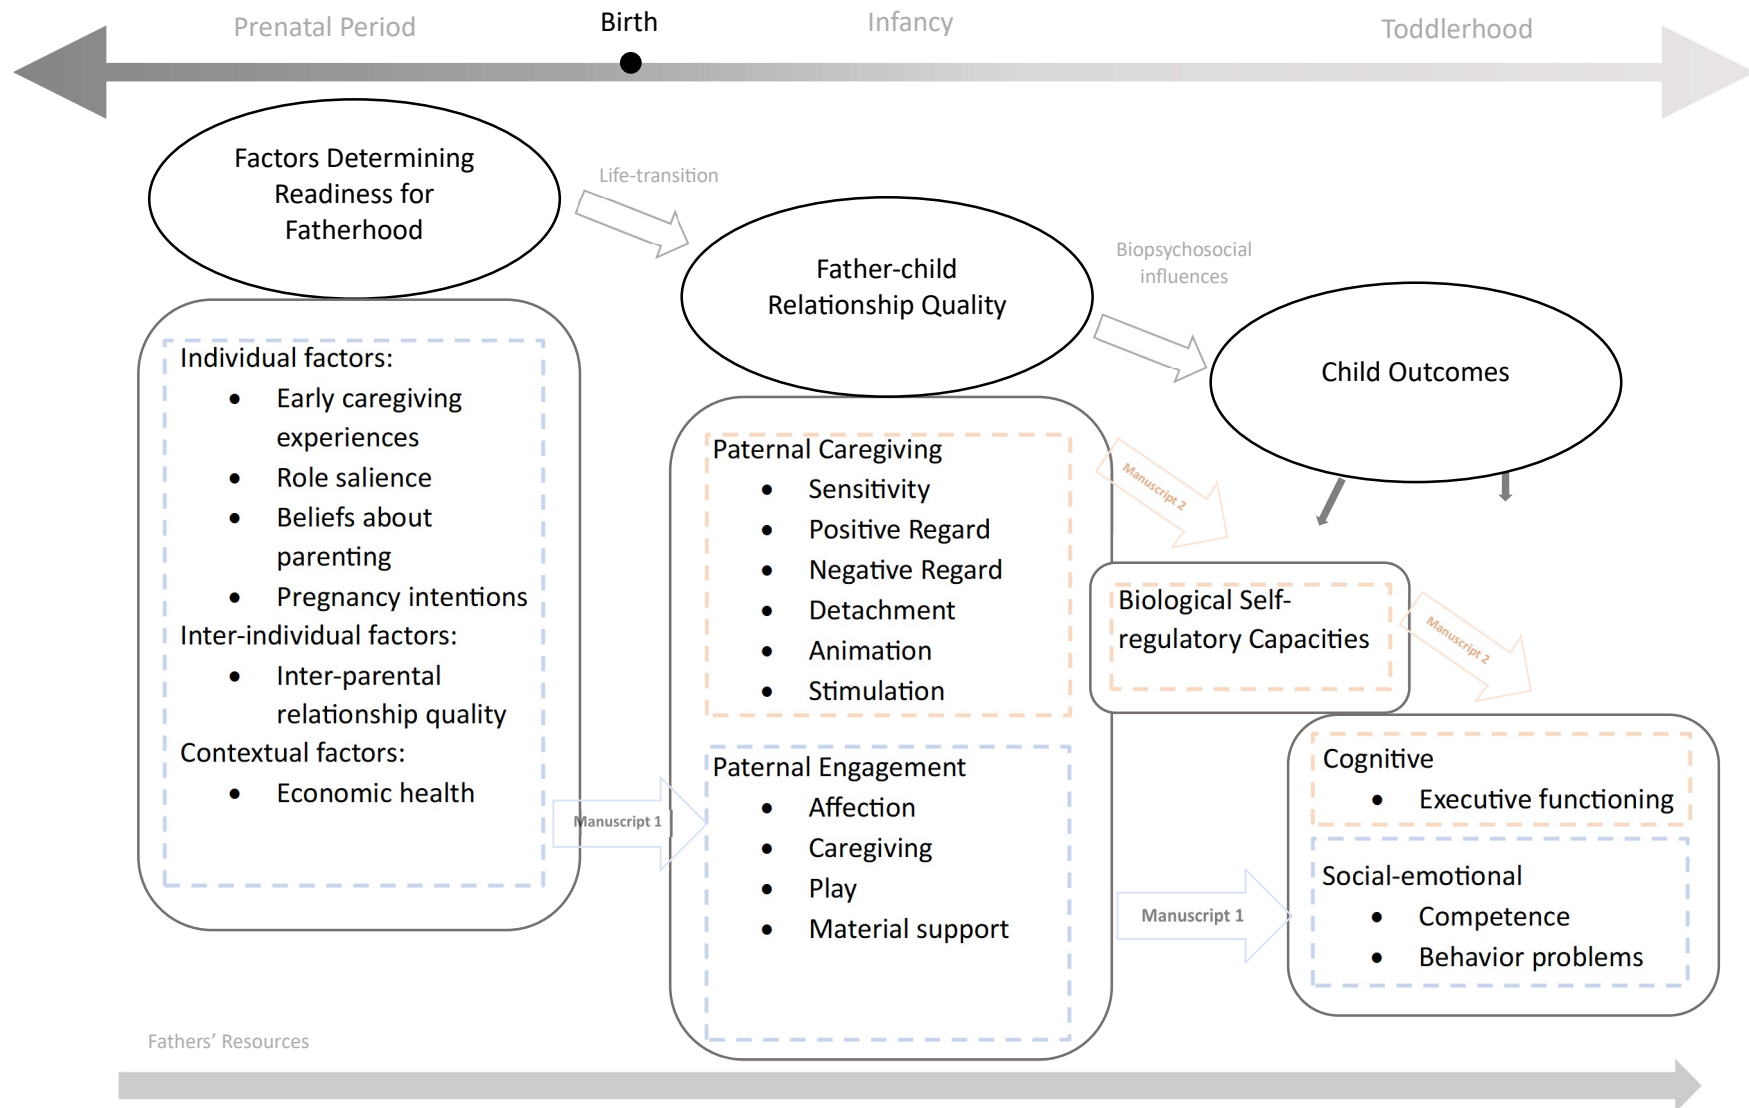 Prenatal Period
Birth
Infancy
Toddlerhood
Factors Determining
Readiness for
Fatherhood
Life-transition
Father-child
Relationship Quality
Biopsychosocial
influences
Child Outcomes
Individual factors:
• Early caregiving
experiences
• Role salience
• Beliefs about
parenting
• Pregnancy intentions
Inter-individual factors:
• Inter-parental
relationship quality
Contextual factors:
• Economic health
Manuscript 1
Paternal Caregiving
• Sensitivity
• Positive Regard
• Negative Regard
• Detachment
• Animation
• Stimulation
Paternal Engagement
• Affection
• Caregiving
• Play
• Material support
Manuscript 2
Biological Self-
regulatory Capacities
Manuscript 2
Manuscript 1
Cognitive
• Executive functioning
Social-emotional
• Competence
• Behavior problems
Fathers' Resources